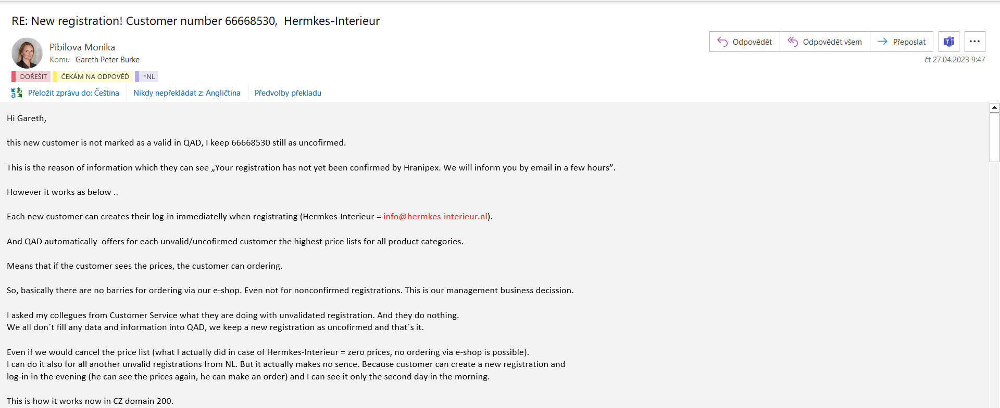 RE: New registration! Customer number 66668530,  Hermkes-Interieur
Pibilova Monika
Komu Gareth Peter Burke
Odpovědět
Odpovědět všem
Přeposlat
čt 27.04.2023 9:47
DOŘEŠIT
ČEKÁM NA ODPOVĚĎ
*NL
Přeložit zprávu do: Čeština
Nikdy nepřekládat z: Angličtina
Předvolby překladu
Hi Gareth,
this new customer is not marked as a valid in QAD, I keep 66668530 still as uncofirmed.
This is the reason of information which they can see „Your registration has not yet been confirmed by Hranipex. We will inform you by email in a few hours”.
However it works as below ..
Each new customer can creates their log-in immediatelly when registrating (Hermkes-Interieur = info@hermkes-interieur.nl).
And QAD automatically  offers for each unvalid/uncofirmed customer the highest price lists for all product categories.
Means that if the customer sees the prices, the customer can ordering.
So, basically there are no barries for ordering via our e-shop. Even not for nonconfirmed registrations. This is our management business decission.
I asked my collegues from Customer Service what they are doing with unvalidated registration. And they do nothing.
We all don´t fill any data and information into QAD, we keep a new registration as uncofirmed and that´s it.
Even if we would cancel the price list (what I actually did in case of Hermkes-Interieur = zero prices, no ordering via e-shop is possible).
I can do it also for all another unvalid registrations from NL. But it actually makes no sence. Because customer can create a new registration and
log-in in the evening (he can see the prices again, he can make an order) and I can see it only the second day in the morning.
This is how it works now in CZ domain 200.